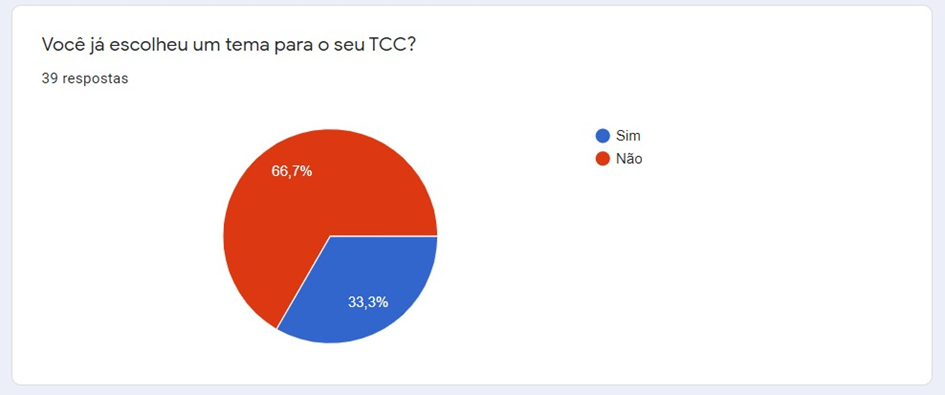 Você já escolheu um tema para o seu TCC?
39 respostas
Sim
Não
66,7%
33,3%